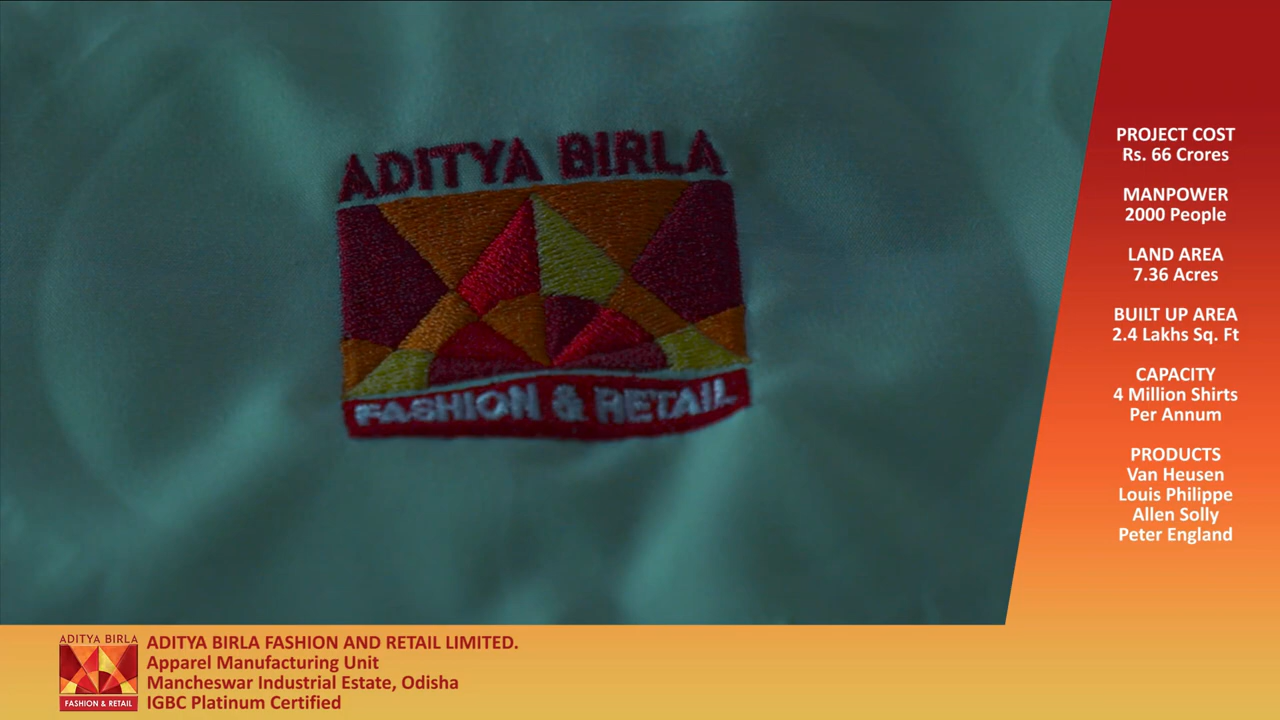 ADITYA BIRLA
FASHION & RETAIL
PROJECT COST
Rs. 66 Crores
MANPOWER
2000 People
LAND AREA
7.36 Acres
BUILT UP AREA
2.4 Lakhs Sq. Ft
CAPACITY
4 Million Shirts
Per Annum
PRODUCTS
Van Heusen
Louis Philippe
Allen Solly
Peter England
ADITYA BIRLA
FASHION & RETAIL
ADITYA BIRLA FASHION AND RETAIL LIMITED.
Apparel Manufacturing Unit
Mancheswar Industrial Estate, Odisha
IGBC Platinum Certified